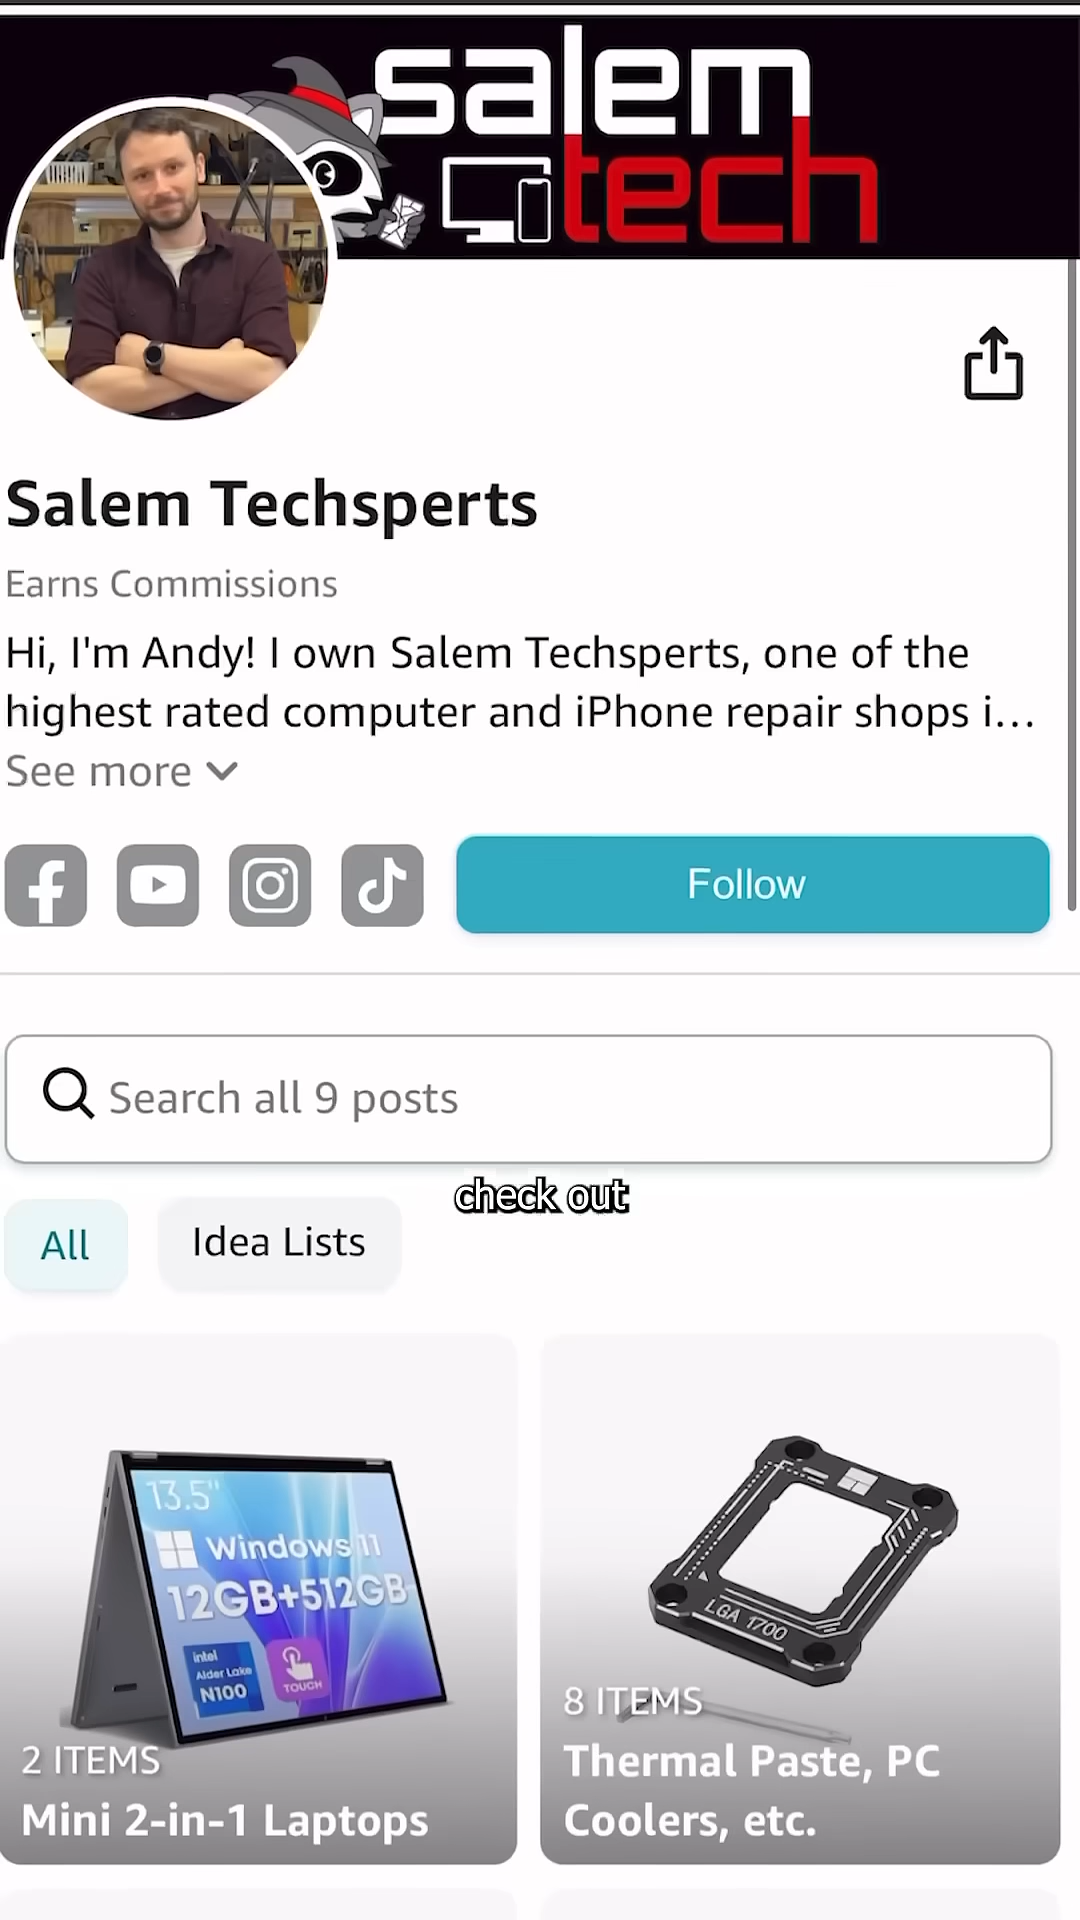 salem
tech
Salem Techsperts
Earns Commissions
Hi, I'm Andy! I own Salem Techsperts, one of the
highest rated computer and iPhone repair shops i...
See more
Follow
Search all 9 posts
check out
All
Idea Lists
13.5"
Windows 11
12GB+512GB
intel
Alder Lake
N100
TOUCH
2 ITEMS
Mini 2-in-1 Laptops
LGA 1700
8 ITEMS
Thermal Paste, PC
Coolers, etc.